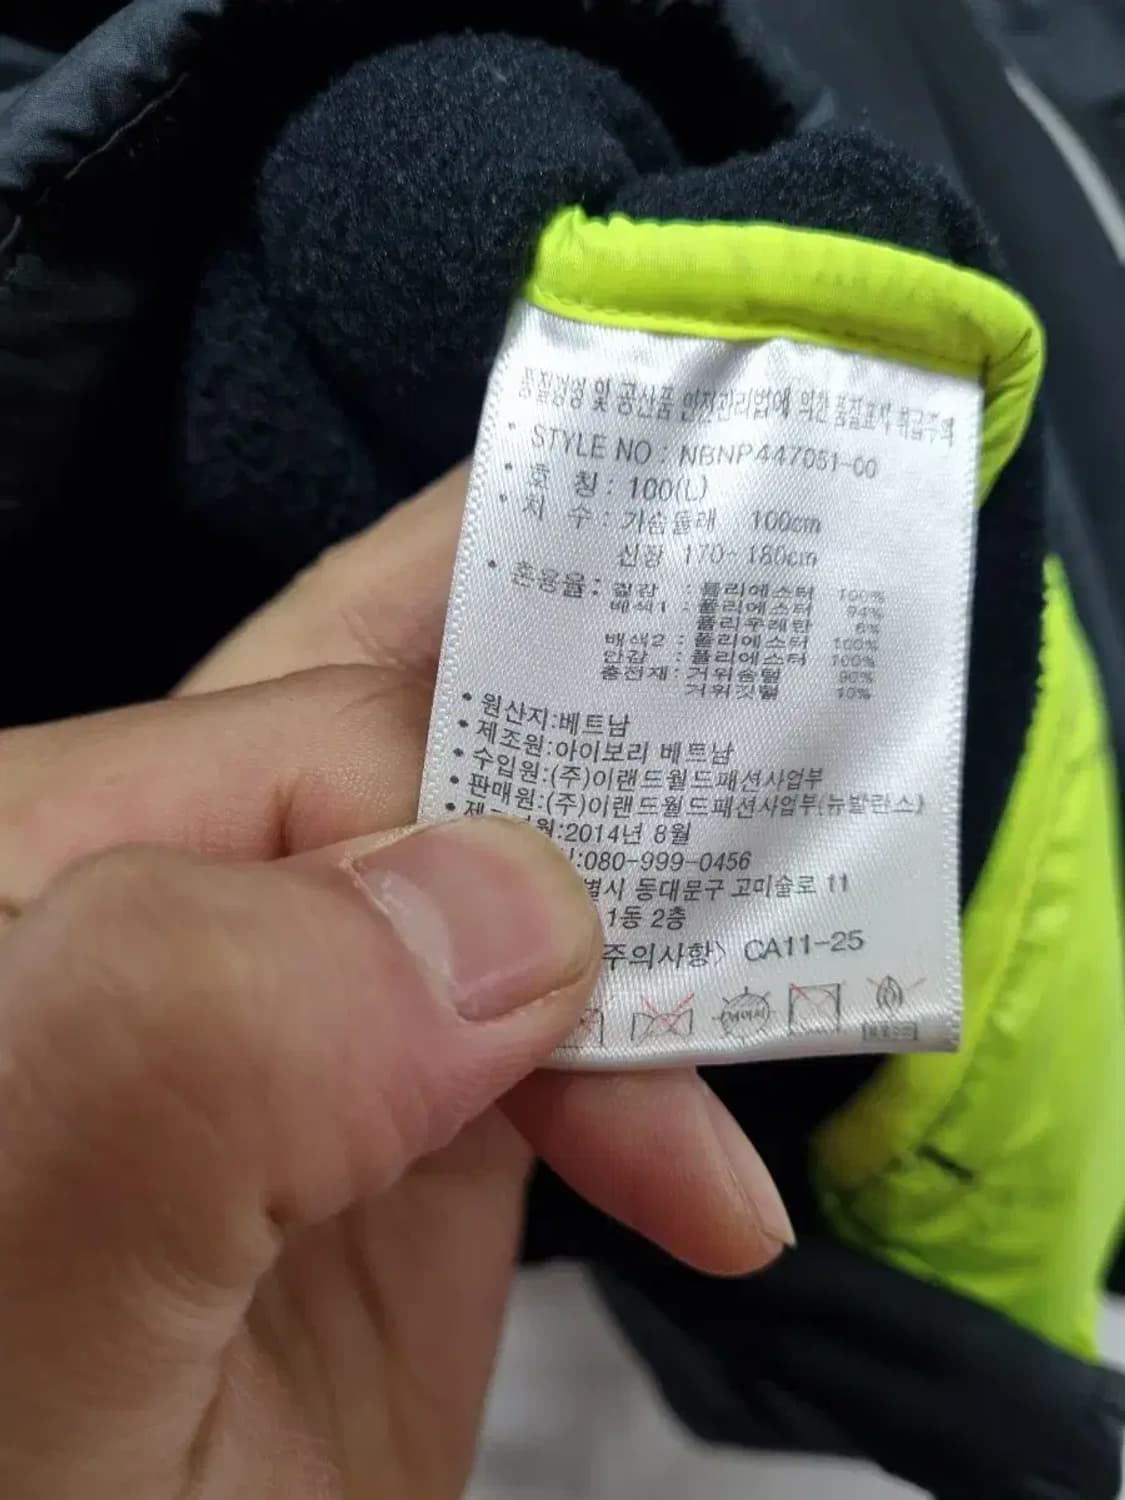 품질경영 및 공산품 안전관리법에 의한 품질표시 취급주의
• STYLE NO : NBNP447051-00
• 호 칭 : 100(L)
• 치 수 : 가슴둘레 100cm
신장 170~180cm
• 혼용율 : 겉감 : 폴리에스터 100%
배색1 : 폴리에스터 94%
폴리우레탄 6%
배색2 : 폴리에스터 100%
안감 : 폴리에스터 100%
충전재 : 거위솜털 90%
거위깃털 10%
• 원산지:베트남
• 제조원:아이보리 베트남
• 수입원:(주)이랜드월드패션사업부
• 판매원:(주)이랜드월드패션사업부(뉴발란스)
월:2014년 8월
:080-999-0456
별시 동대문구 고미술로 11
1동 2층
주의사항> CA11-25